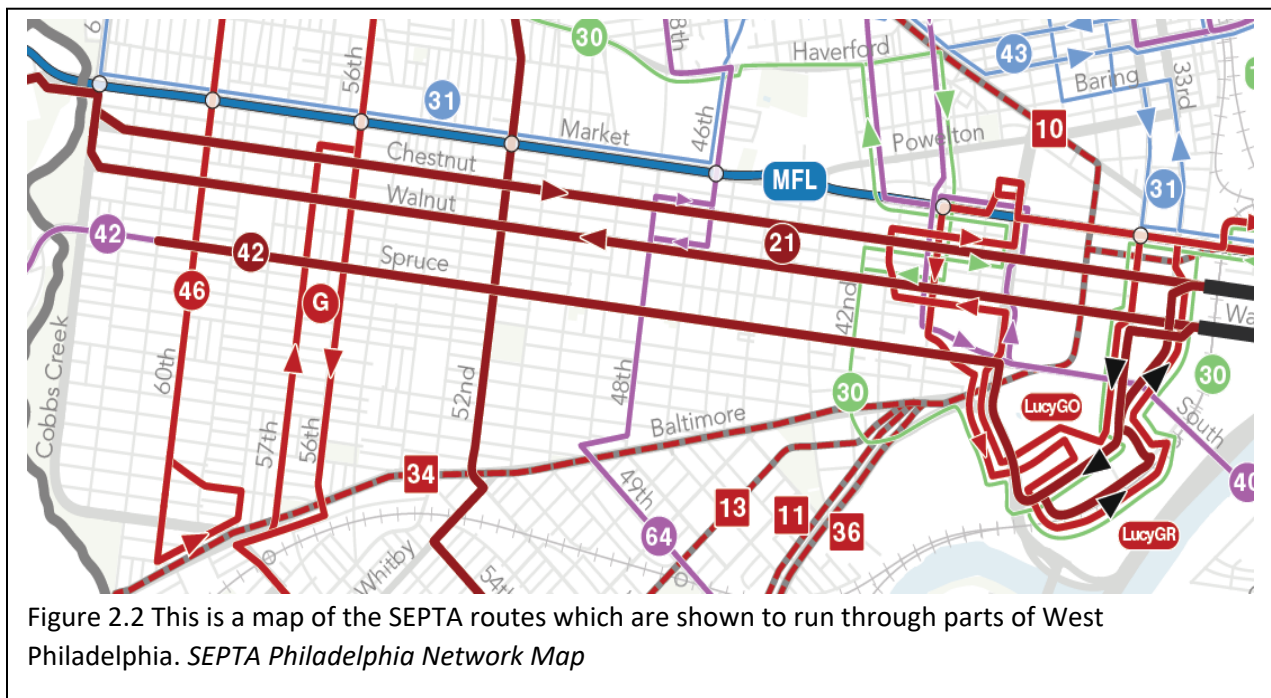 56th
30
8th
Haverford
43
33rd
Baring
31
Market
46th
10
Powelton
Chestnut
MFL
31
Walnut
42
42
21
Spruce
Wa
46
G
42nd
60th
52nd
48th
30
30
Cobbs Creek
57th
56th
LucyGO
South
Baltimore
34
49th
13
11
36
40
64
LucyGR
Whitby
54th
Figure 2.2 This is a map of the SEPTA routes which are shown to run through parts of West
Philadelphia. SEPTA Philadelphia Network Map